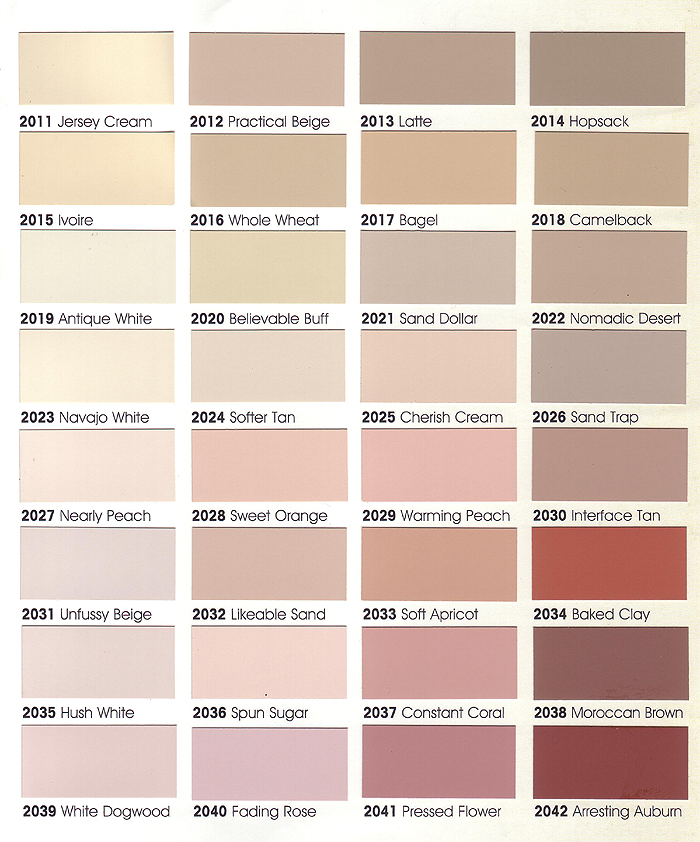 2011 Jersey Cream 2012 Practical Beige 2013 Latte 2014 Hopsack
2015 Ivoire 2016 Whole Wheat 2017 Bagel 2018 Camelback
2019 Antique White 2020 Believable Buff 2021 Sand Dollar 2022 Nomadic Desert
2023 Navajo White 2024 Softer Tan 2025 Cherish Cream 2026 Sand Trap
2027 Nearly Peach 2028 Sweet Orange 2029 Warming Peach 2030 Interface Tan
2031 Unfussy Beige 2032 Likeable Sand 2033 Soft Apricot 2034 Baked Clay
2035 Hush White 2036 Spun Sugar 2037 Constant Coral 2038 Moroccan Brown
2039 White Dogwood 2040 Fading Rose 2041 Pressed Flower 2042 Arresting Auburn